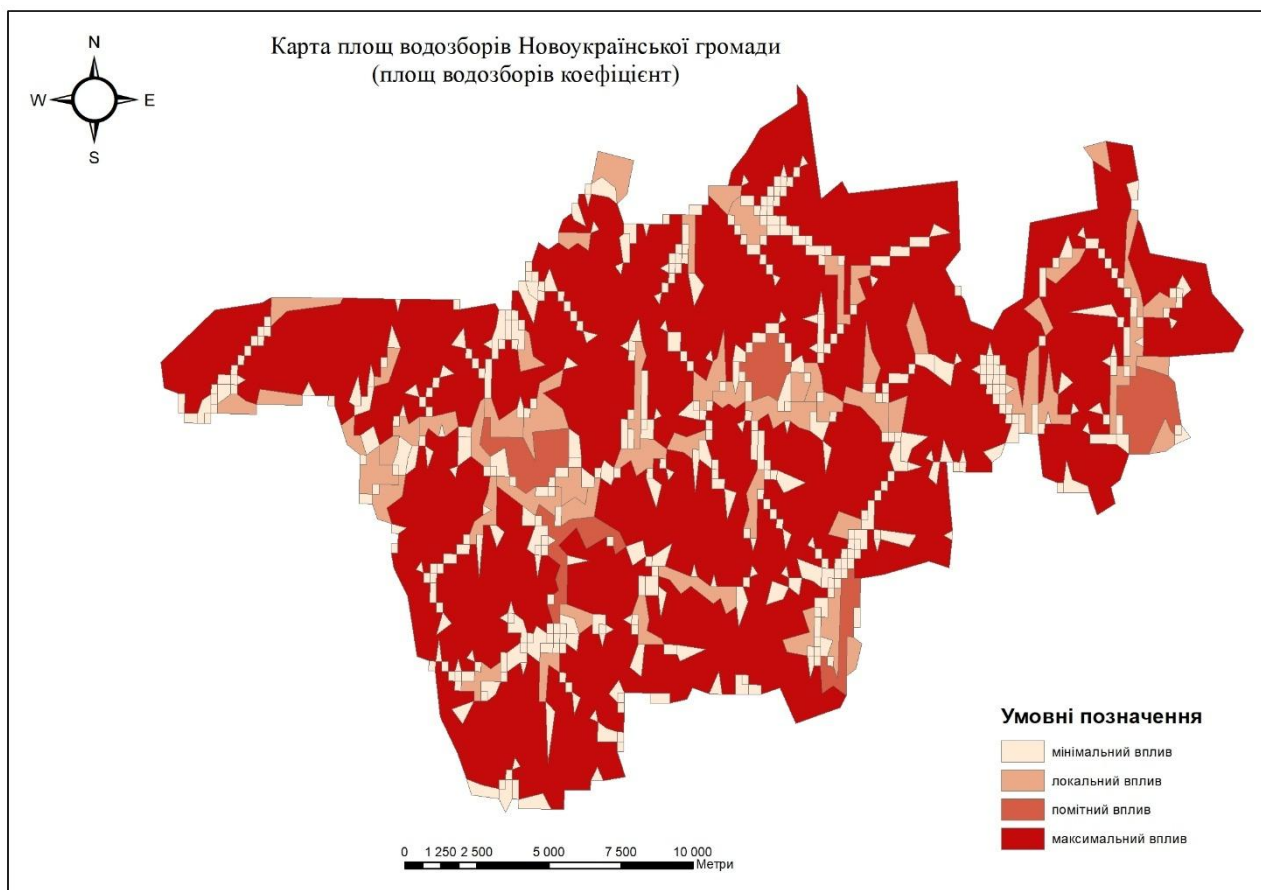 Карта площ водозборів Новоукраїнської громади
(площ водозборів коефіцієнт)
N
W E
S
Умовні позначення
мінімальний вплив
локальний вплив
помітний вплив
максимальний вплив
0 1 250 2 500 5 000 7 500 10 000
Метри